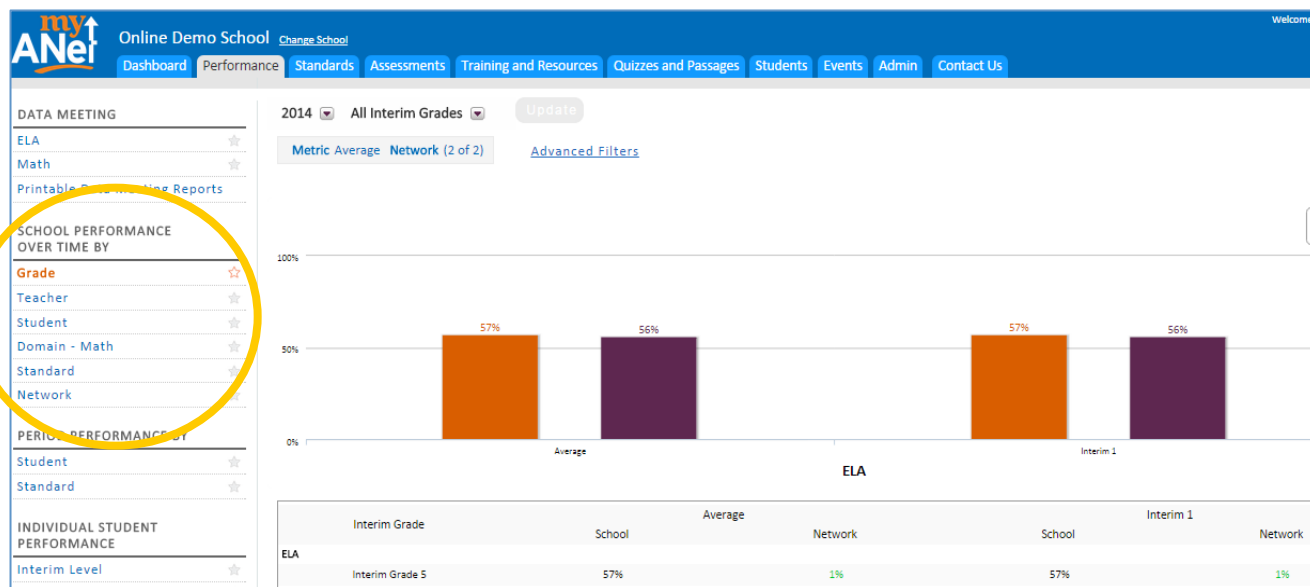 Welcome
my
ANet
Online Demo School Change School
Dashboard Performance Standards Assessments Training and Resources Quizzes and Passages Students Events Admin Contact Us
DATA MEETING
ELA
Math
Printable Data Meeting Reports
SCHOOL PERFORMANCE
OVER TIME BY
Grade
Teacher
Student
Domain - Math
Standard
Network
PERIOD PERFORMANCE BY
Student
Standard
INDIVIDUAL STUDENT
PERFORMANCE
Interim Level
2014 All Interim Grades Update
Metric Average Network (2 of 2) Advanced Filters
100%
57% 56% 57% 56%
50%
0%
Average Interim 1
ELA
Interim Grade Average Interim 1
School Network School Network
ELA
Interim Grade 5 57% 1% 57% 1%